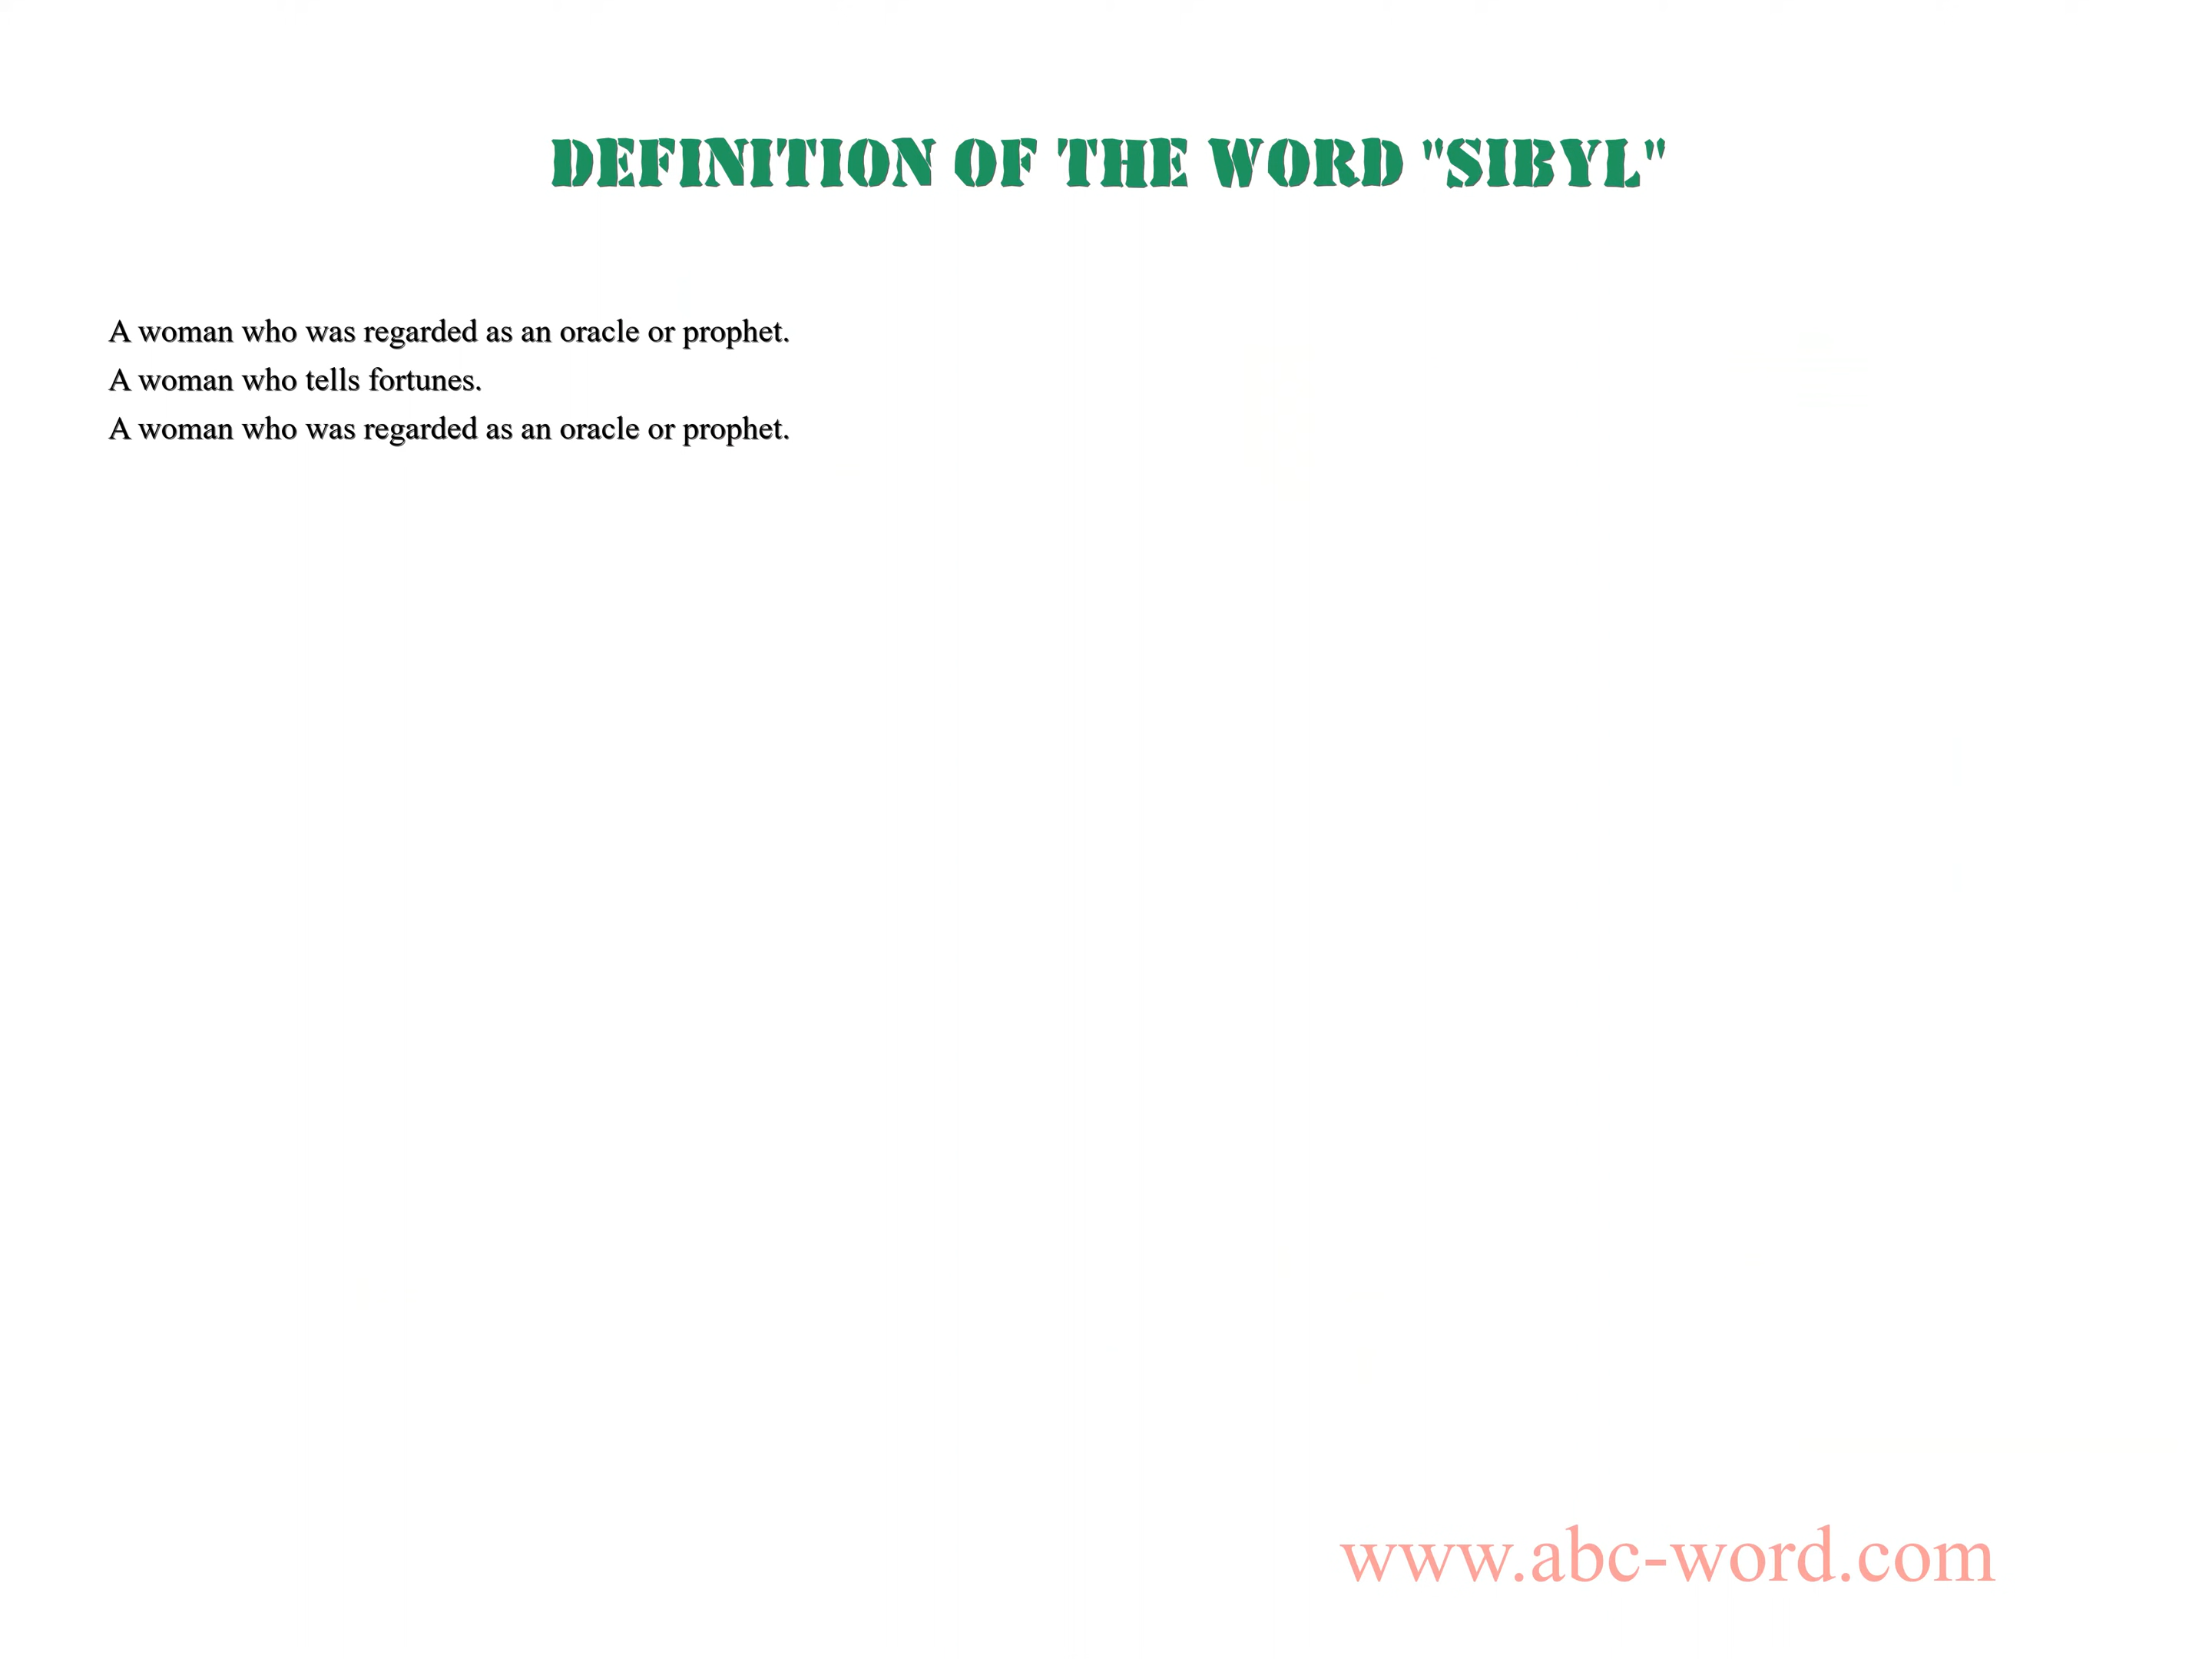 DEFINITION OF THE WORD "SIBYL"
A woman who was regarded as an oracle or prophet.
A woman who tells fortunes.
A woman who was regarded as an oracle or prophet.
www.abc-word.com